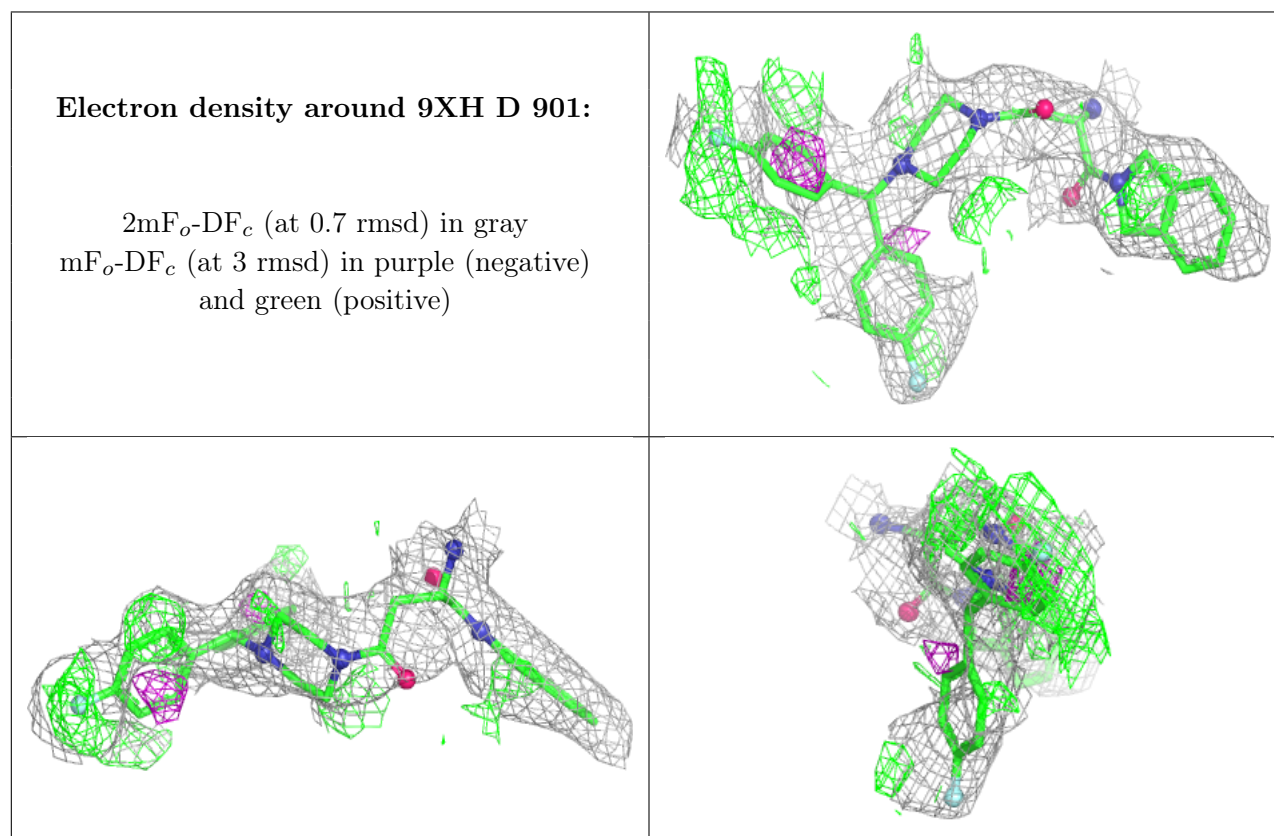 Electron density around 9XH D 901:
2mFₒ-DF𝒸 (at 0.7 rmsd) in gray
mFₒ-DF𝒸 (at 3 rmsd) in purple (negative)
and green (positive)